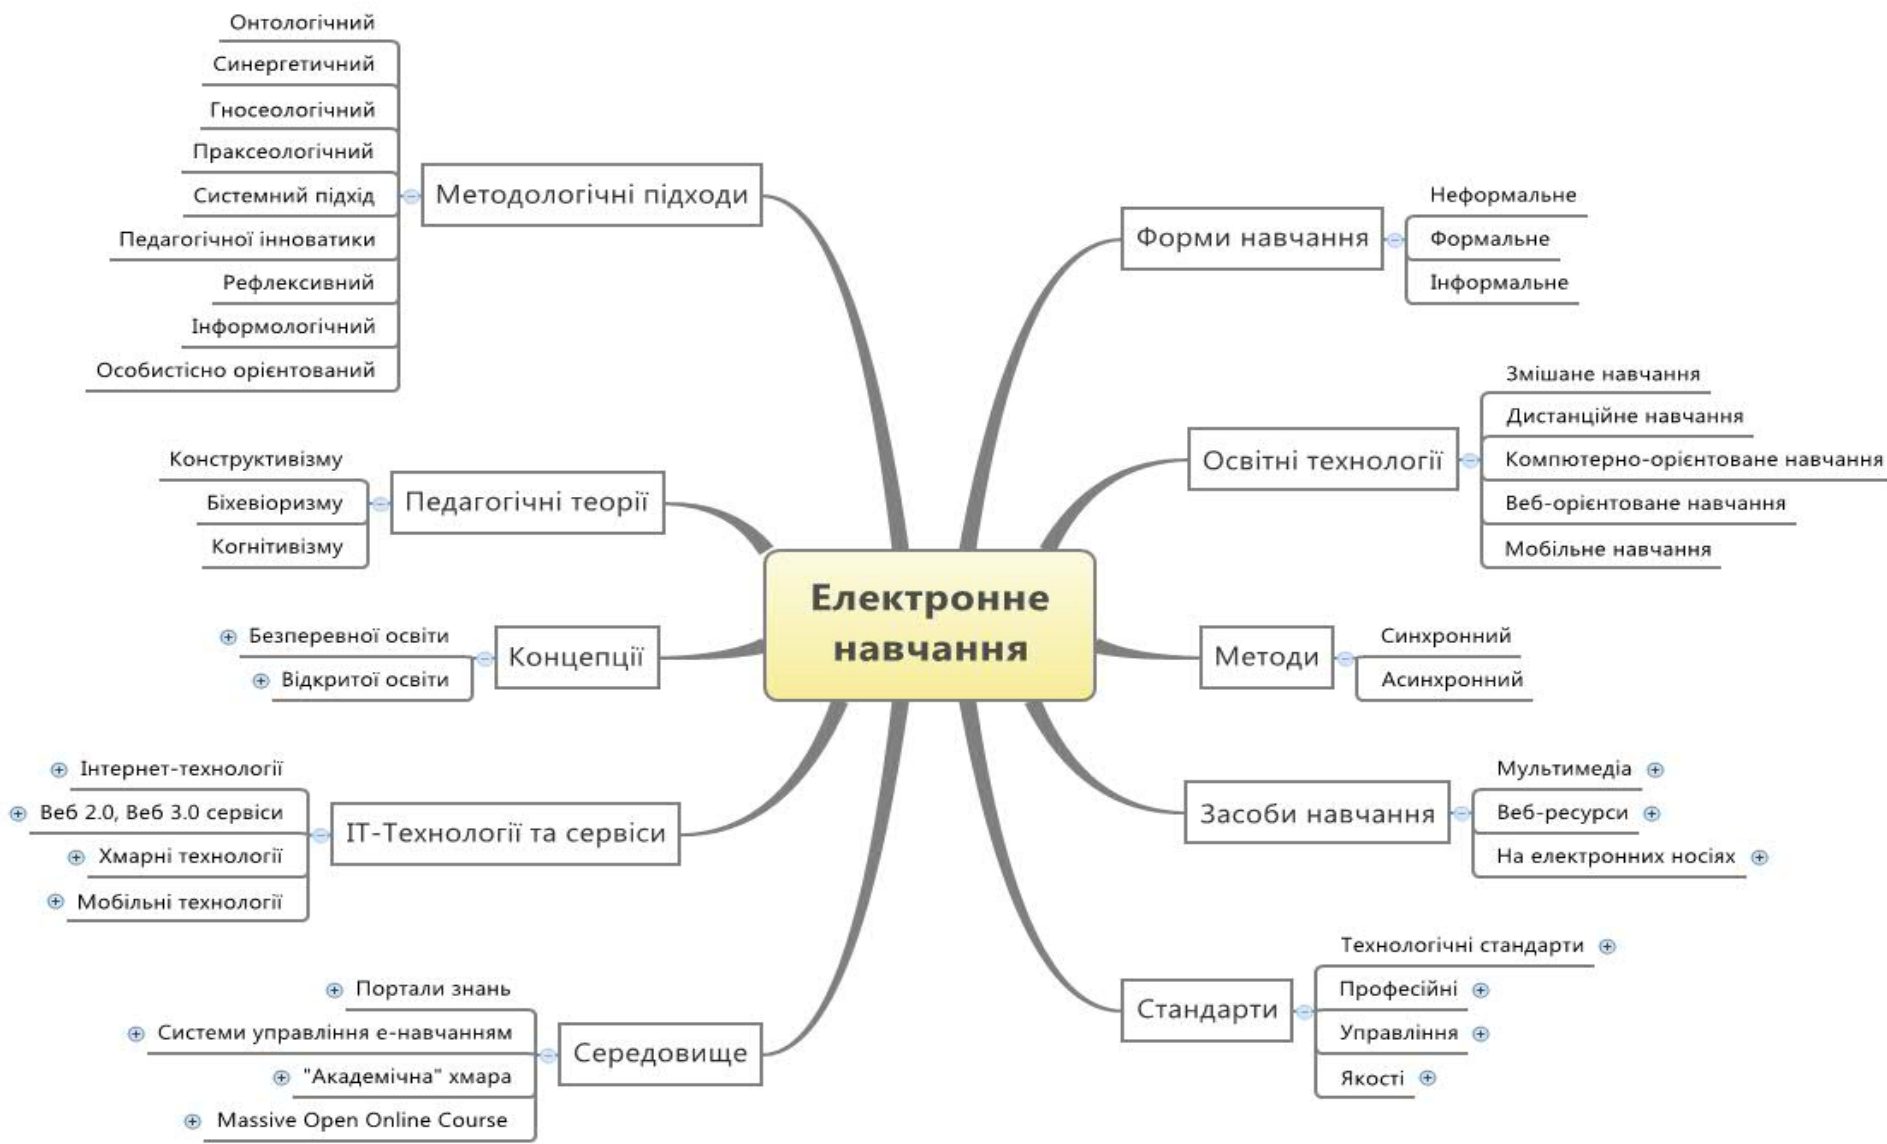 Онтологічний
Синергетичний
Гносеологічний
Праксеологічний
Системний підхід
Педагогічної інноватики
Рефлексивний
Інформологічний
Особистісно орієнтований
Методологічні підходи
Конструктивізму
Біхевіоризму
Когнітивізму
Педагогічні теорії
Безперевної освіти
Відкритої освіти
Концепції
Інтернет-технології
Веб 2.0, Веб 3.0 сервіси
Хмарні технології
Мобільні технології
ІТ-Технології та сервіси
Портали знань
Системи управління е-навчанням
"Академічна" хмара
Massive Open Online Course
Середовище
Електронне
навчання
Форми навчання
Неформальне
Формальне
Інформальне
Освітні технології
Змішане навчання
Дистанційне навчання
Компютерно-орієнтоване навчання
Веб-орієнтоване навчання
Мобільне навчання
Методи
Синхронний
Асинхронний
Засоби навчання
Мультимедіа
Веб-ресурси
На електронних носіях
Стандарти
Технологічні стандарти
Професійні
Управління
Якості